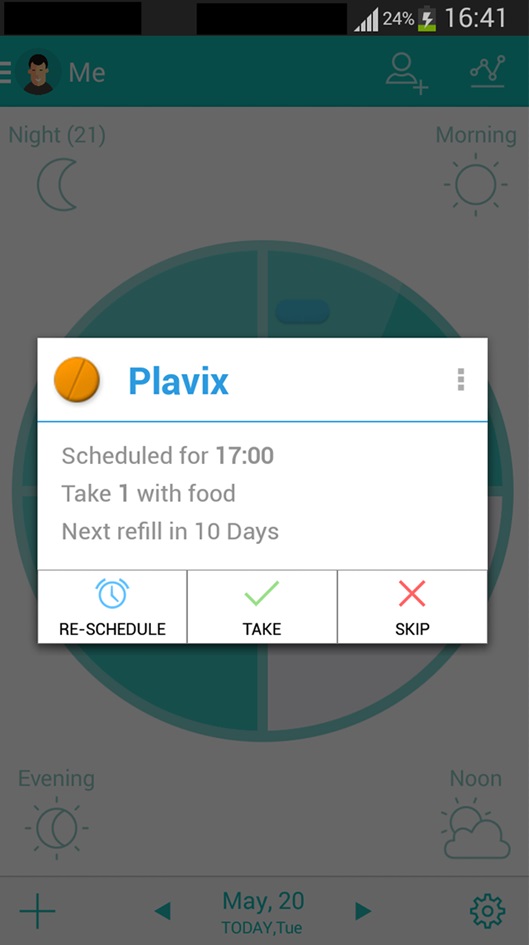 24% 16:41
Me
Night (21) Morning
Plavix
Scheduled for 17:00
Take 1 with food
Next refill in 10 Days
RE-SCHEDULE TAKE SKIP
Evening Noon
May, 20
TODAY,Tue